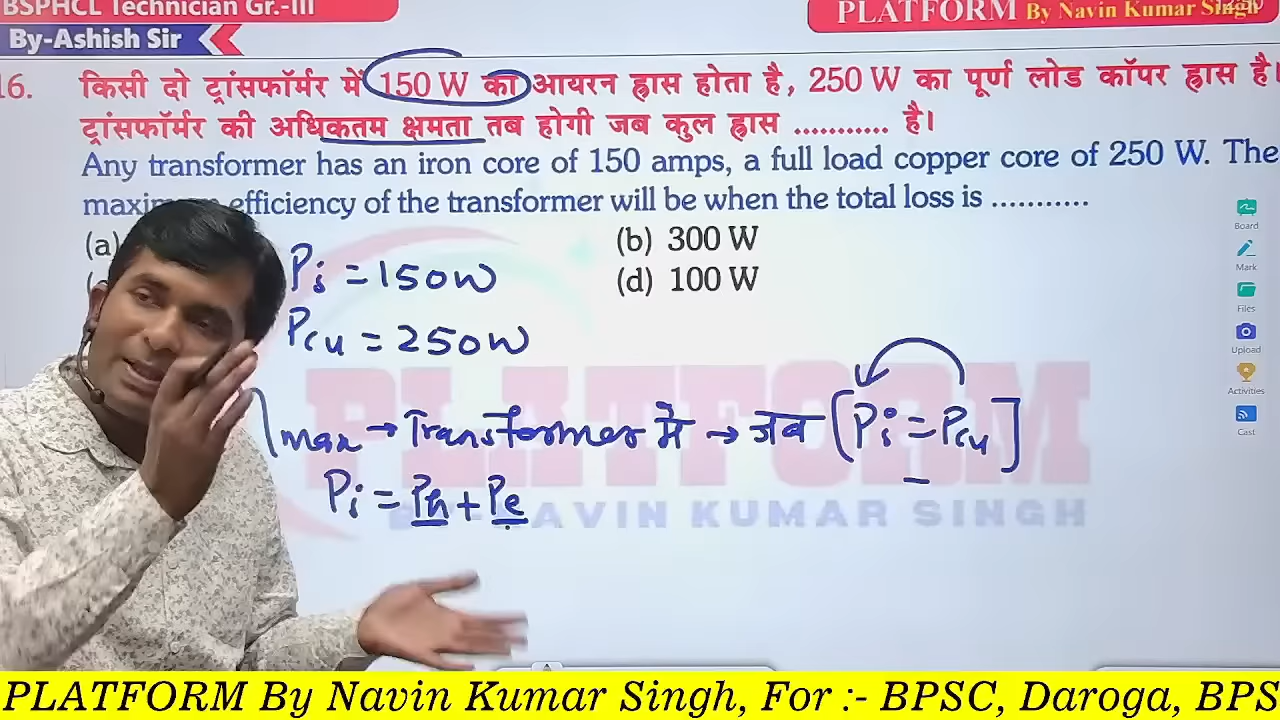 BSPHCL Technician Gr.-III
PLATFORM By Navin Kumar Singh
By-Ashish Sir
16. किसी दो ट्रांसफॉर्मर में 150 W का आयरन ह्रास होता है, 250 W का पूर्ण लोड कॉपर ह्रास है।
ट्रांसफॉर्मर की अधिकतम क्षमता तब होगी जब कुल ह्रास ............ है।
Any transformer has an iron core of 150 amps, a full load copper core of 250 W. The
efficiency of the transformer will be when the total loss is ...........
(a)
(b) 300 W
(d) 100 W
Pi = 150W
Pcu = 250W
max → Transformer में → जब [Pi = Pcu]
Pi = Ph + Pe
PLATFORM
BY NAVIN KUMAR SINGH
Board
Mark
Files
Upload
Activities
Cast
PLATFORM By Navin Kumar Singh, For :- BPSC, Daroga, BPS